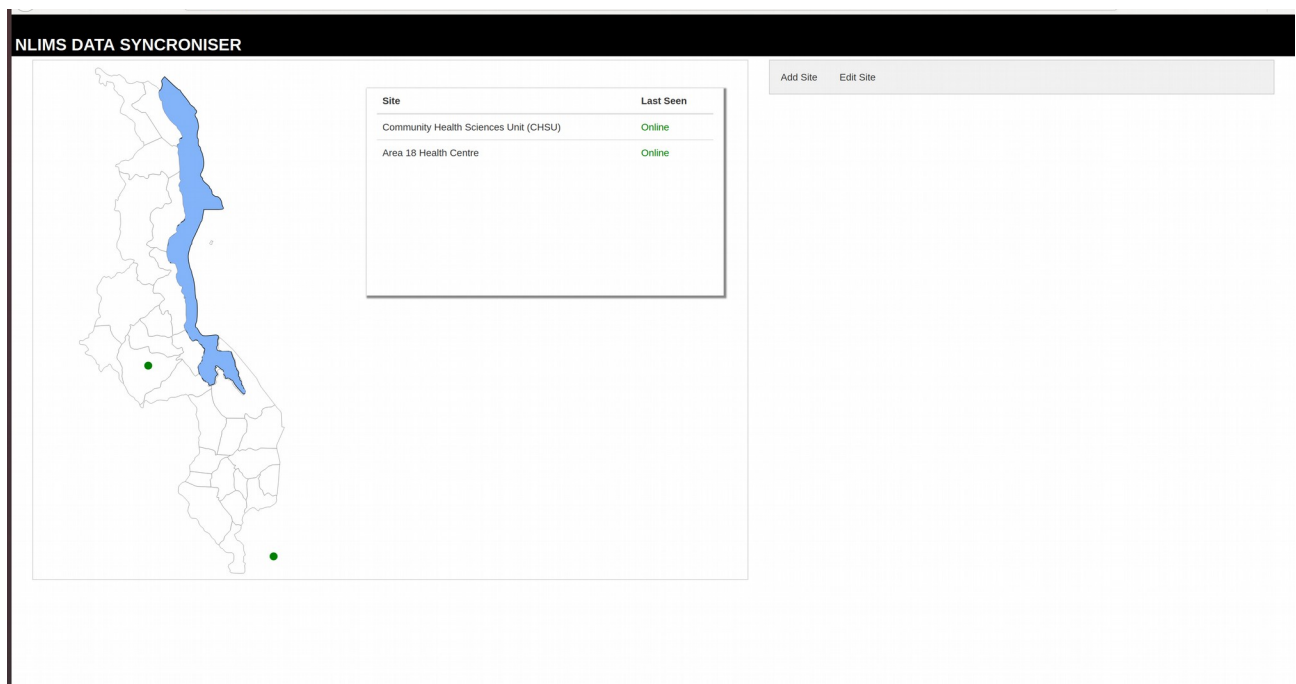 NLIMS DATA SYNCRONISER
Site Last Seen
Community Health Sciences Unit (CHSU) Online
Area 18 Health Centre Online
Add Site Edit Site